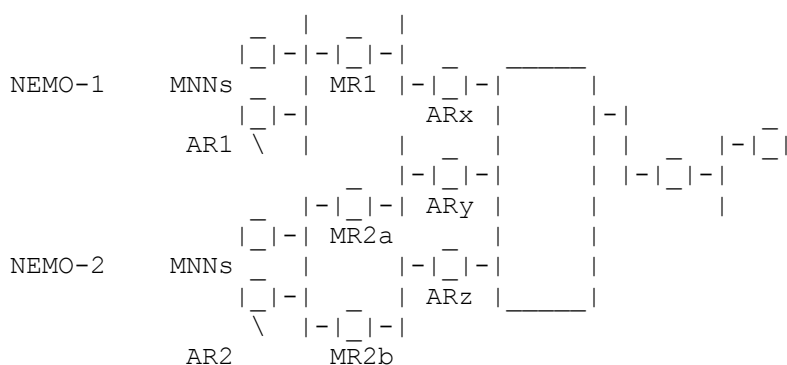 NEMO-1 MNNs MR1
ARx
AR1
ARy
MR2a
NEMO-2 MNNs
ARz
AR2 MR2b